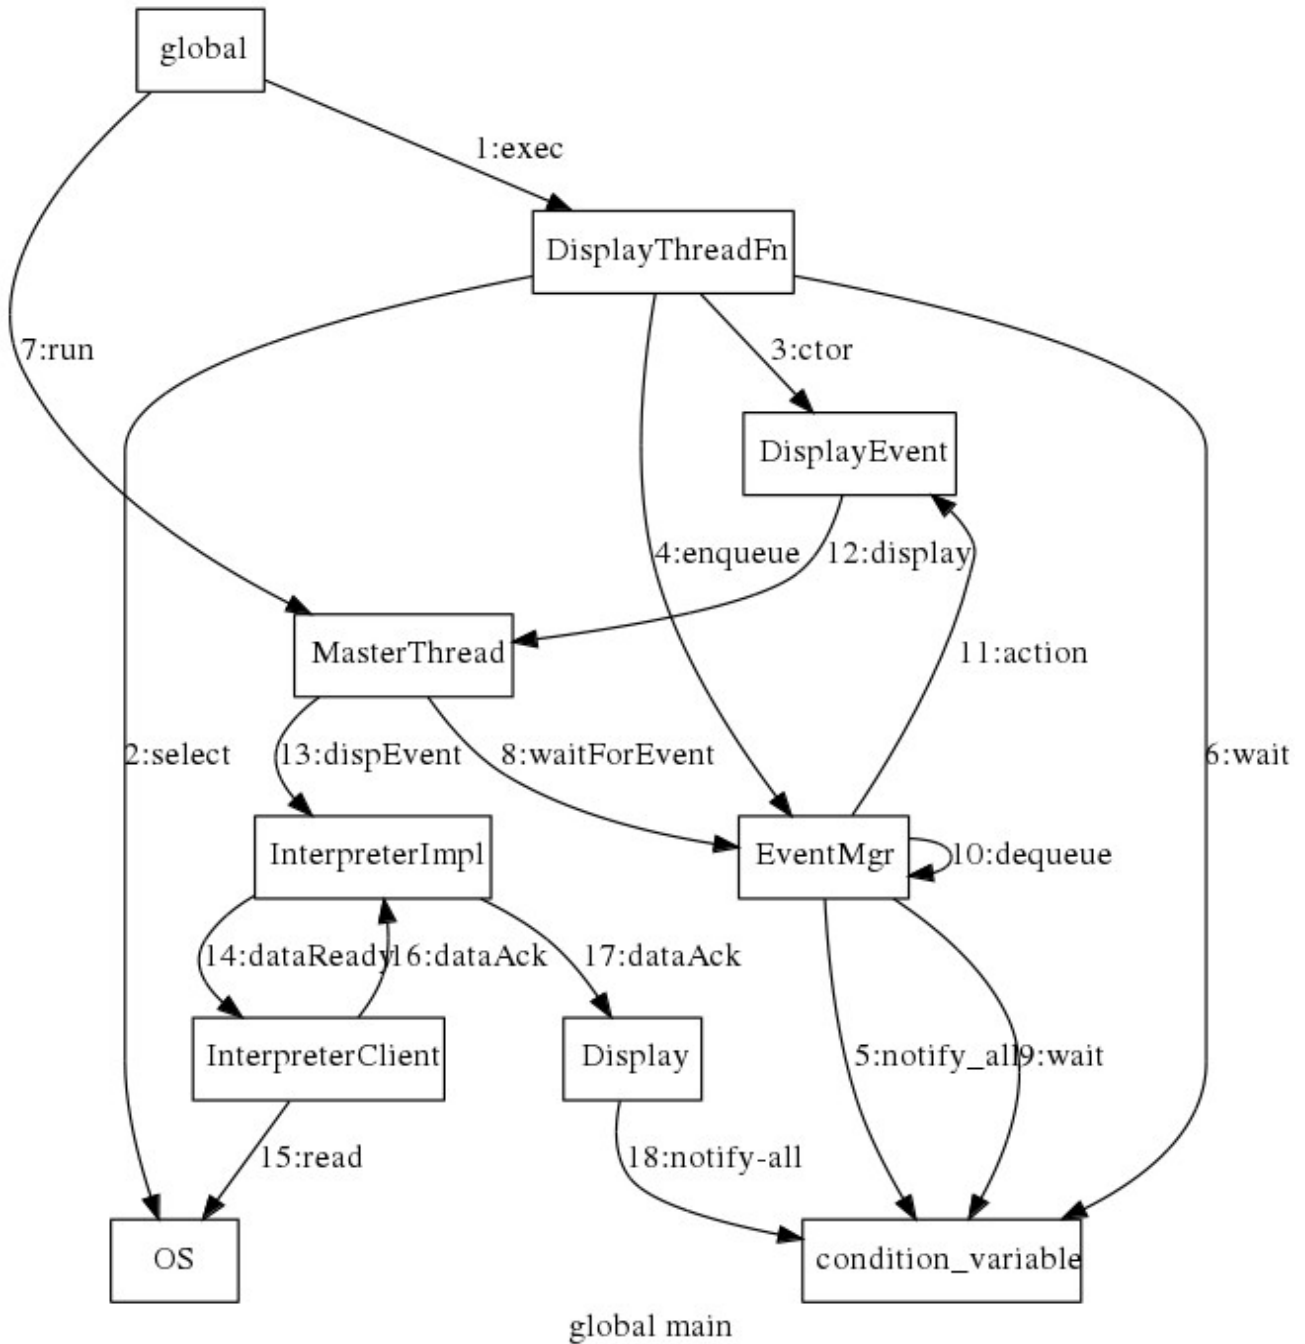 global
1:exec
DisplayThreadFn
7:run
3:ctor
DisplayEvent
4:enqueue
12:display
MasterThread
11:action
2:select
13:dispEvent
8:waitForEvent
6:wait
InterpreterImpl
EventMgr
10:dequeue
14:dataReady
16:dataAck
17:dataAck
InterpreterClient
Display
5:notify_all
9:wait
15:read
18:notify-all
OS
condition_variable
global main